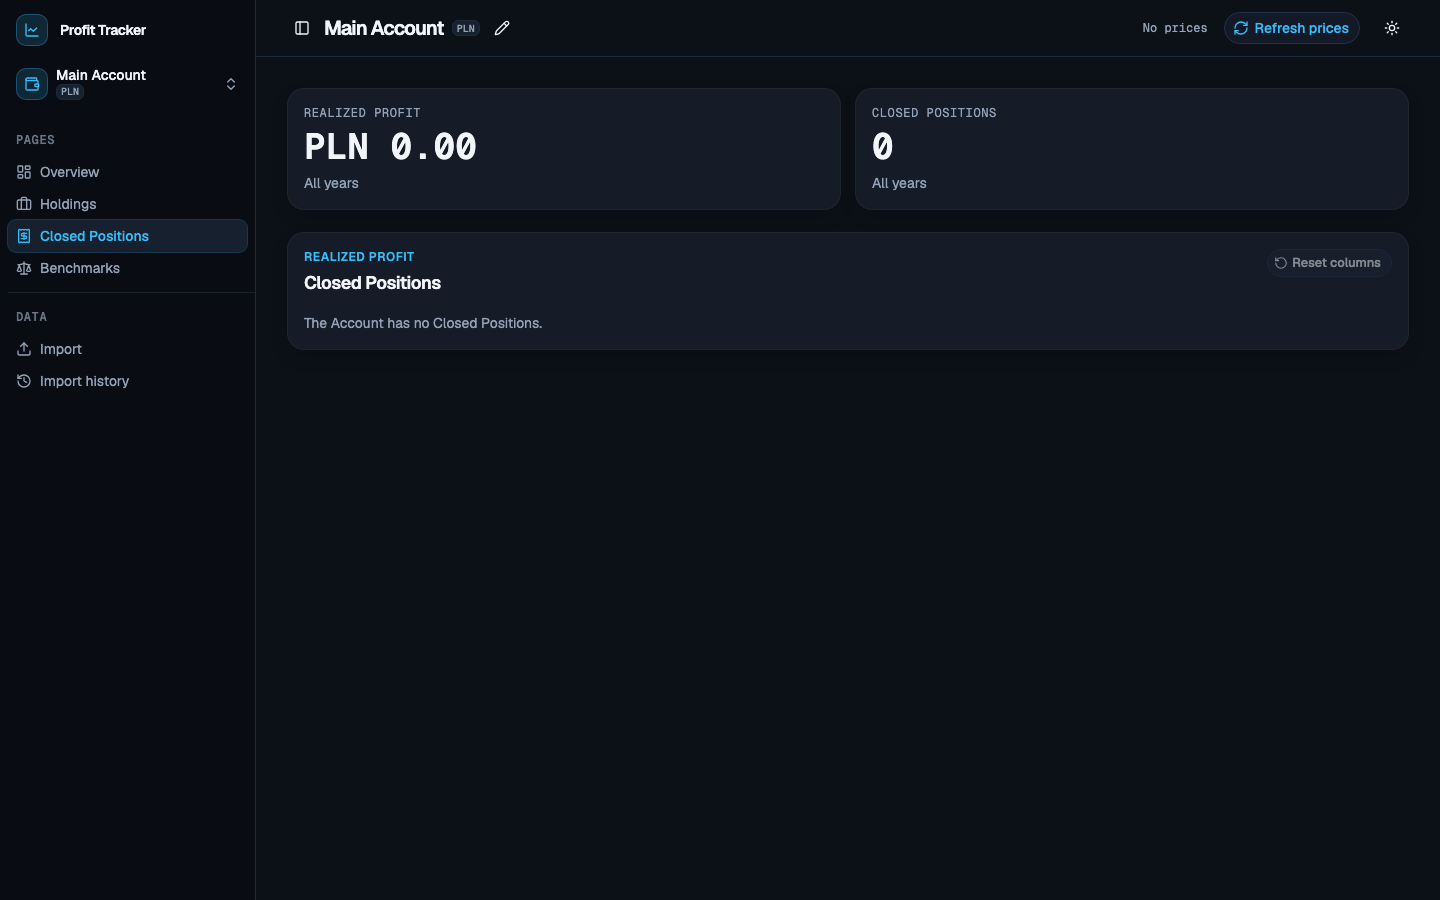 Profit Tracker
Main Account
PLN
PAGES
Overview
Holdings
Closed Positions
Benchmarks
DATA
Import
Import history
Main Account PLN
No prices
Refresh prices
REALIZED PROFIT
PLN 0.00
All years
CLOSED POSITIONS
0
All years
REALIZED PROFIT
Closed Positions
Reset columns
The Account has no Closed Positions.